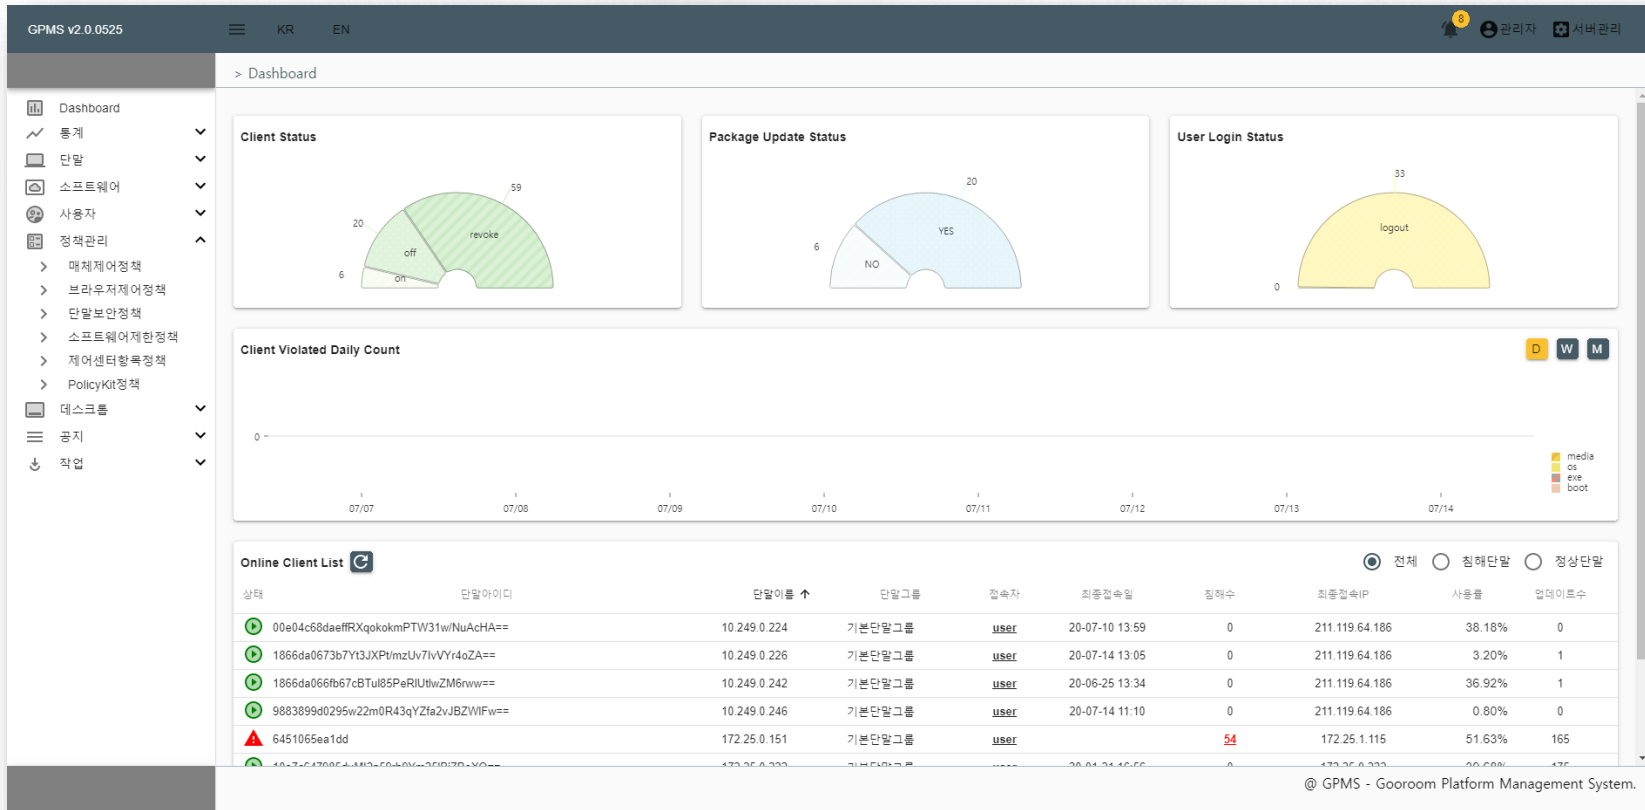 GPMS v2.0.0525
KR
EN
8
관리자
서버관리
> Dashboard
Dashboard
통계
단말
소프트웨어
사용자
정책관리
매체제어정책
브라우저제어정책
단말보안정책
소프트웨어제한정책
제어센터항목정책
PolicyKit정책
데스크톱
공지
작업
Client Status
59
20
6
revoke
off
on
Package Update Status
20
6
YES
NO
User Login Status
33
0
logout
Client Violated Daily Count
D W M
0
07/07 07/08 07/09 07/10 07/11 07/12 07/13 07/14
media
os
exe
boot
Online Client List
전체 침해단말 정상단말
상태 단말아이디 단말이름 단말그룹 접속자 최종접속일 침해수 최종접속IP 사용률 업데이트수
00e04c68daeffRXqokokmPTW31w/NuAcHA== 10.249.0.224 기본단말그룹 user 20-07-10 13:59 0 211.119.64.186 38.18% 0
1866da0673b7Yt3JXPt/mzUv7IvVYr4oZA== 10.249.0.226 기본단말그룹 user 20-07-14 13:05 0 211.119.64.186 3.20% 1
1866da066fb67cBTul85PeRlUtlwZM6rww== 10.249.0.242 기본단말그룹 user 20-06-25 13:34 0 211.119.64.186 36.92% 1
9883899d0295w22m0R43qYZfa2vJBZWIFw== 10.249.0.246 기본단말그룹 user 20-07-14 11:10 0 211.119.64.186 0.80% 0
6451065ea1dd 172.25.0.151 기본단말그룹 user 54 172.25.1.115 51.63% 165
@ GPMS - Gooroom Platform Management System.